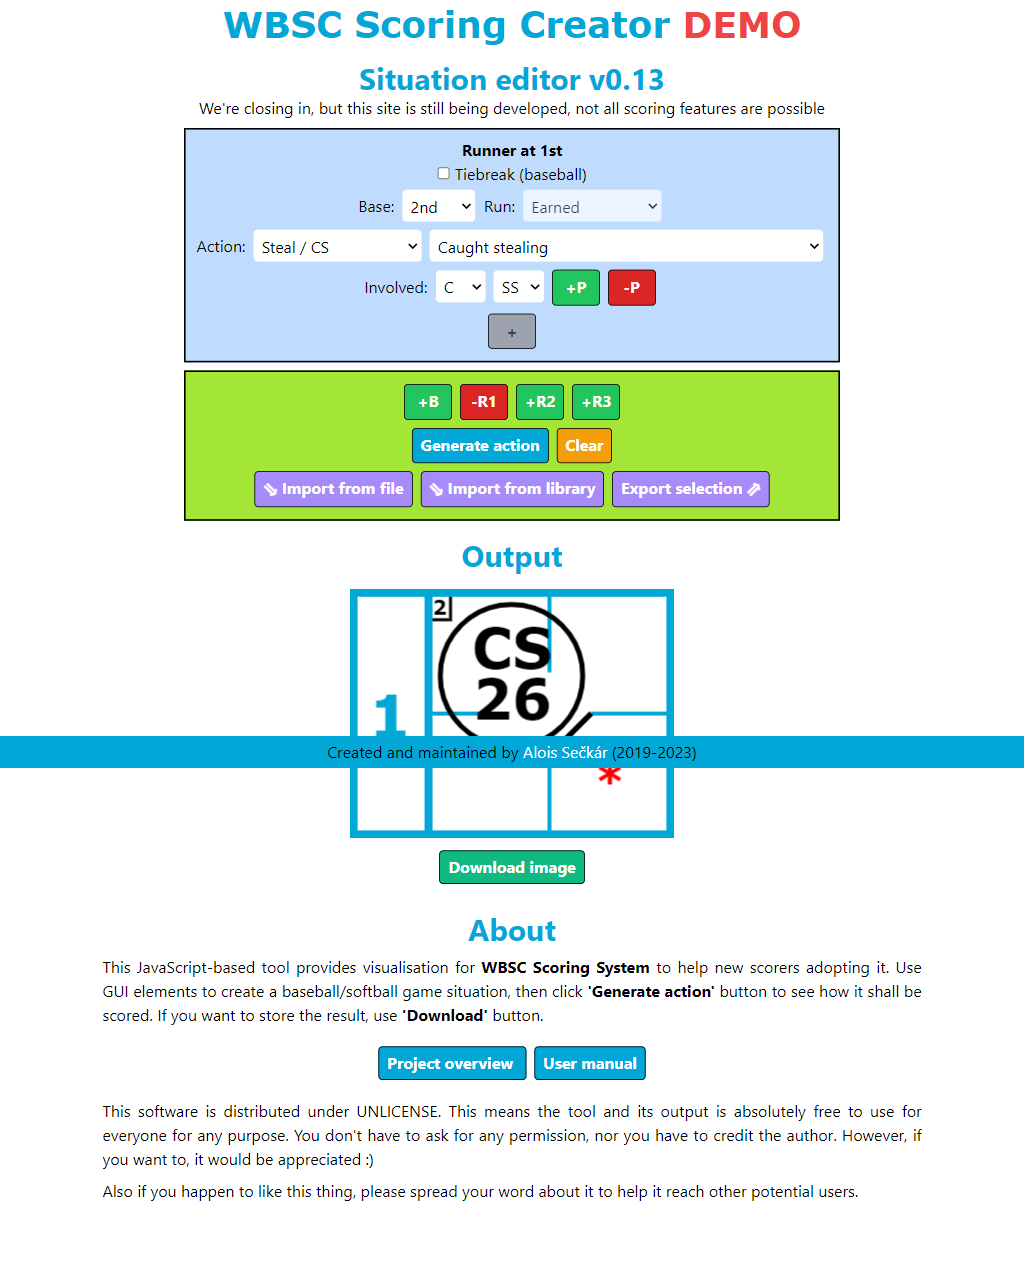 WBSC Scoring Creator DEMO
Situation editor v0.13
We're closing in, but this site is still being developed, not all scoring features are possible
Runner at 1st
Tiebreak (baseball)
Base: 2nd Run: Earned
Action: Steal / CS Caught stealing
Involved: C SS +P -P
+
+B -R1 +R2 +R3
Generate action Clear
⇘ Import from file ⇘ Import from library Export selection ⇗
Output
2
CS
26
1
Created and maintained by Alois Sečkár (2019-2023)
*
Download image
About
This JavaScript-based tool provides visualisation for WBSC Scoring System to help new scorers adopting it. Use
GUI elements to create a baseball/softball game situation, then click 'Generate action' button to see how it shall be
scored. If you want to store the result, use 'Download' button.
Project overview User manual
This software is distributed under UNLICENSE. This means the tool and its output is absolutely free to use for
everyone for any purpose. You don't have to ask for any permission, nor you have to credit the author. However, if
you want to, it would be appreciated :)
Also if you happen to like this thing, please spread your word about it to help it reach other potential users.